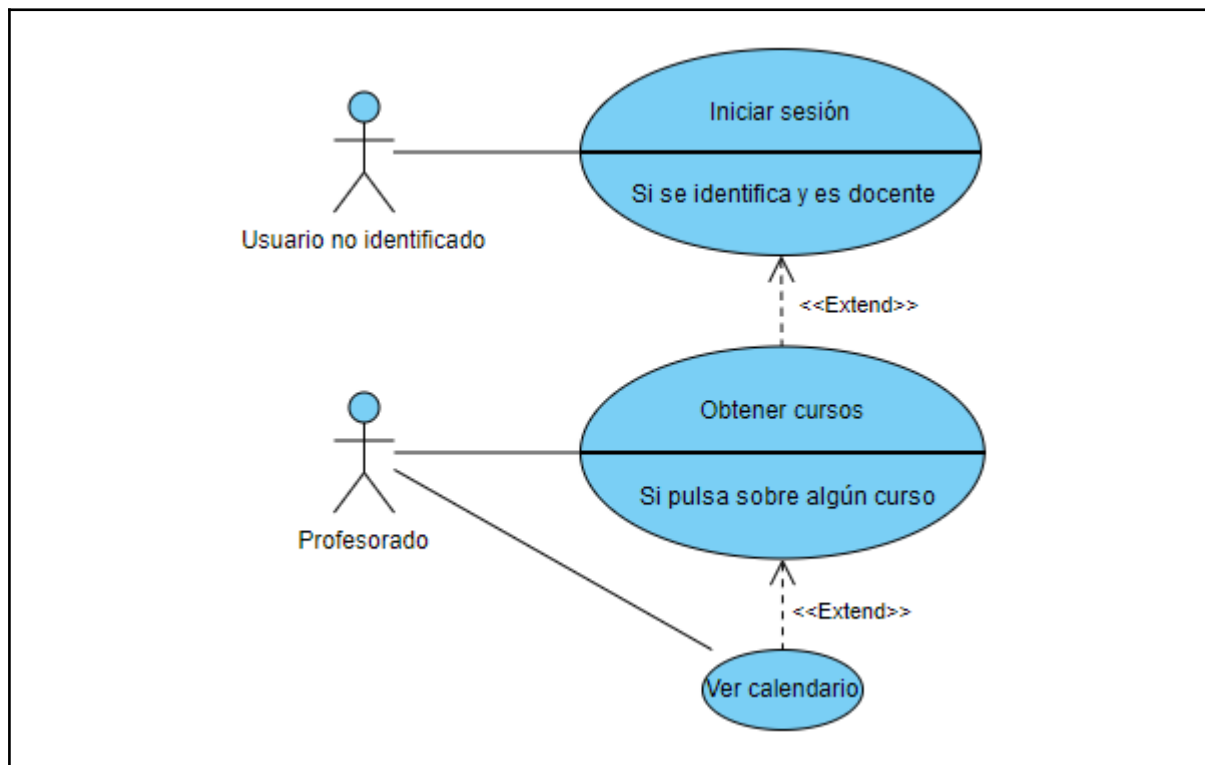 Iniciar sesión
Si se identifica y es docente
Usuario no identificado
<<Extend>>
Obtener cursos
Si pulsa sobre algún curso
Profesorado
<<Extend>>
Ver calendario